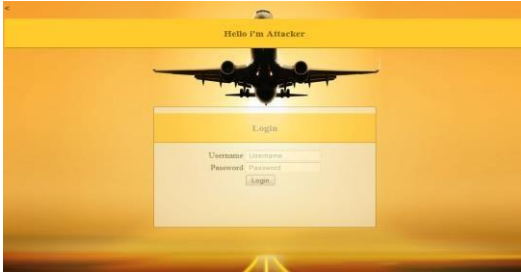 <
Hello i'm Attacker
Login
Username Username
Password Password
Login